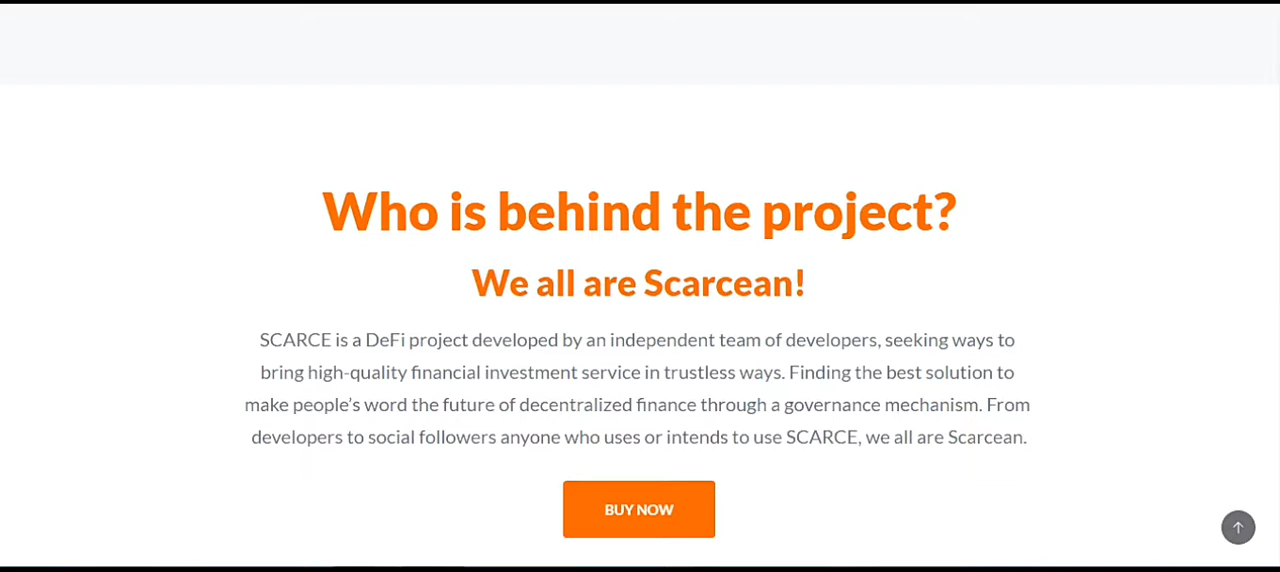 Who is behind the project?
We all are Scarcean!
SCARCE is a DeFi project developed by an independent team of developers, seeking ways to
bring high-quality financial investment service in trustless ways. Finding the best solution to
make people's word the future of decentralized finance through a governance mechanism. From
developers to social followers anyone who uses or intends to use SCARCE, we all are Scarcean.
BUY NOW